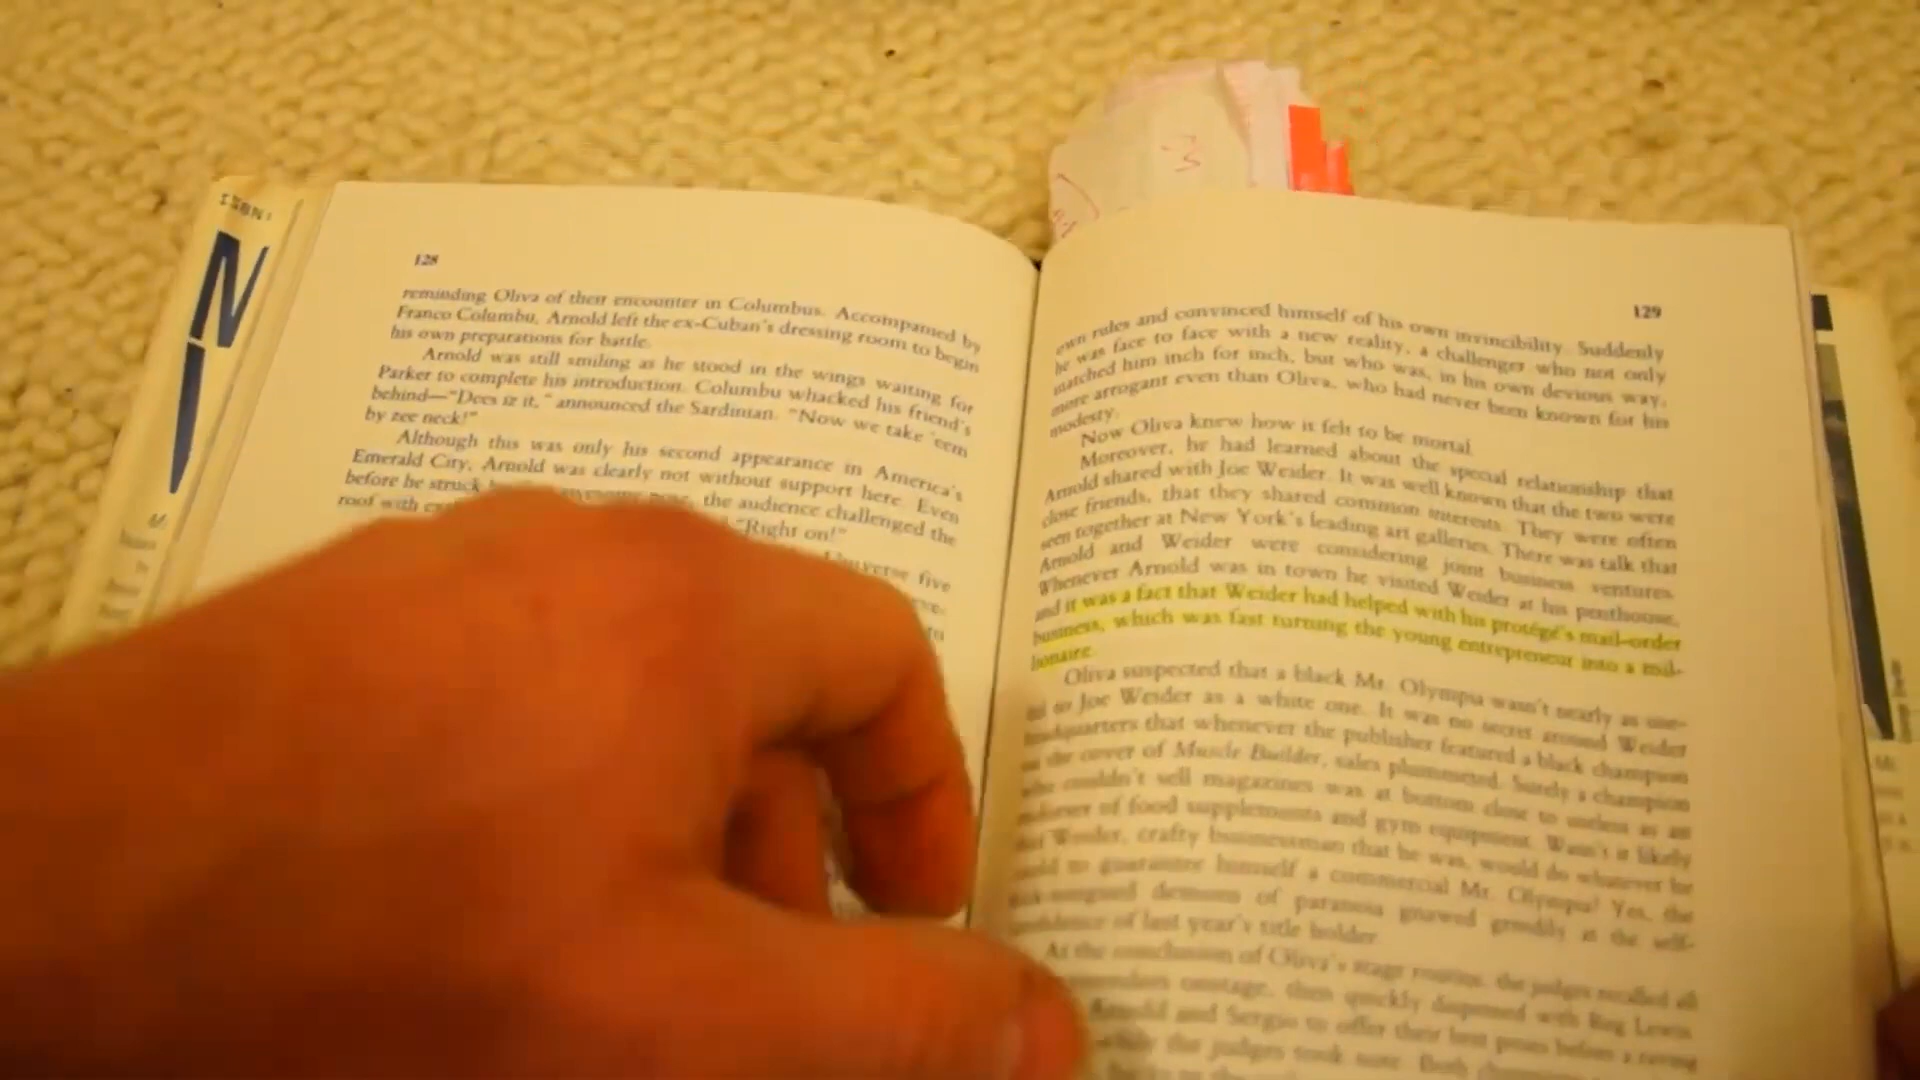 ISBN
128
reminding Oliva of their encounter in Columbus. Accompanied by
Franco Columbu, Arnold left the ex-Cuban's dressing room to begin
his own preparations for battle.
Arnold was still smiling as he stood in the wings waiting for
Parker to complete his introduction. Columbu whacked his friend's
behind—"Dees iz it," announced the Sardinian. "Now we take 'eem
by zee neck!"
Although this was only his second appearance in America's
Emerald City, Arnold was clearly not without support here. Even
before he struck the audience challenged the
roof with "Right on!"
Universe five
129
own rules and convinced himself of his own invincibility. Suddenly
he was face to face with a new reality, a challenger who not only
matched him inch for inch, but who was, in his own devious way,
more arrogant even than Oliva, who had never been known for his
modesty.
Now Oliva knew how it felt to be mortal.
Moreover, he had learned about the special relationship that
Arnold shared with Joe Weider. It was well known that the two were
close friends, that they shared common interests. They were often
seen together at New York's leading art galleries. There was talk that
Arnold and Weider were considering joint business ventures.
Whenever Arnold was in town he visited Weider at his penthouse,
and it was a fact that Weider had helped with his protégé's mail-order
business, which was fast turning the young entrepreneur into a mil-
lionaire.
Oliva suspected that a black Mr. Olympia wasn't nearly as use-
ful to Joe Weider as a white one. It was no secret around Weider
headquarters that whenever the publisher featured a black champion
on the cover of Muscle Builder, sales plummeted. Surely a champion
who couldn't sell magazines was at bottom close to useless as an
endorser of food supplements and gym equipment. Wasn't it likely
that Weider, crafty businessman that he was, would do whatever he
could to guarantee himself a commercial Mr. Olympia? Yes, the
demons of paranoia gnawed greedily at the self-
confidence of last year's title holder.
At the conclusion of Oliva's stage routine, the judges recalled all
onstage, then quickly dispensed with Reg Lewis
Arnold and Sergio to offer their best poses before a raving
while the judges took note. Both